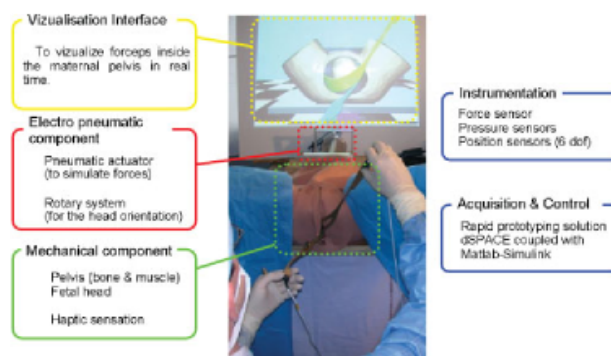 Vizualisation Interface
To vizualize forceps inside
the maternal pelvis in real
time.
Electro pneumatic
component
Pneumatic actuator
(to simulate forces)
Rotary system
(for the head orientation)
Mechanical component
Pelvis (bone & muscle)
Fetal head
Haptic sensation
Instrumentation
Force sensor
Pressure sensors
Position sensors (6 dof)
Acquisition & Control
Rapid prototyping solution
dSPACE coupled with
Matlab-Simulink